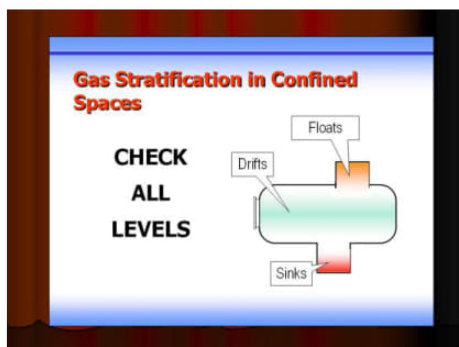 Gas Stratification in Confined
Spaces
CHECK
ALL
LEVELS
Floats
Drifts
Sinks